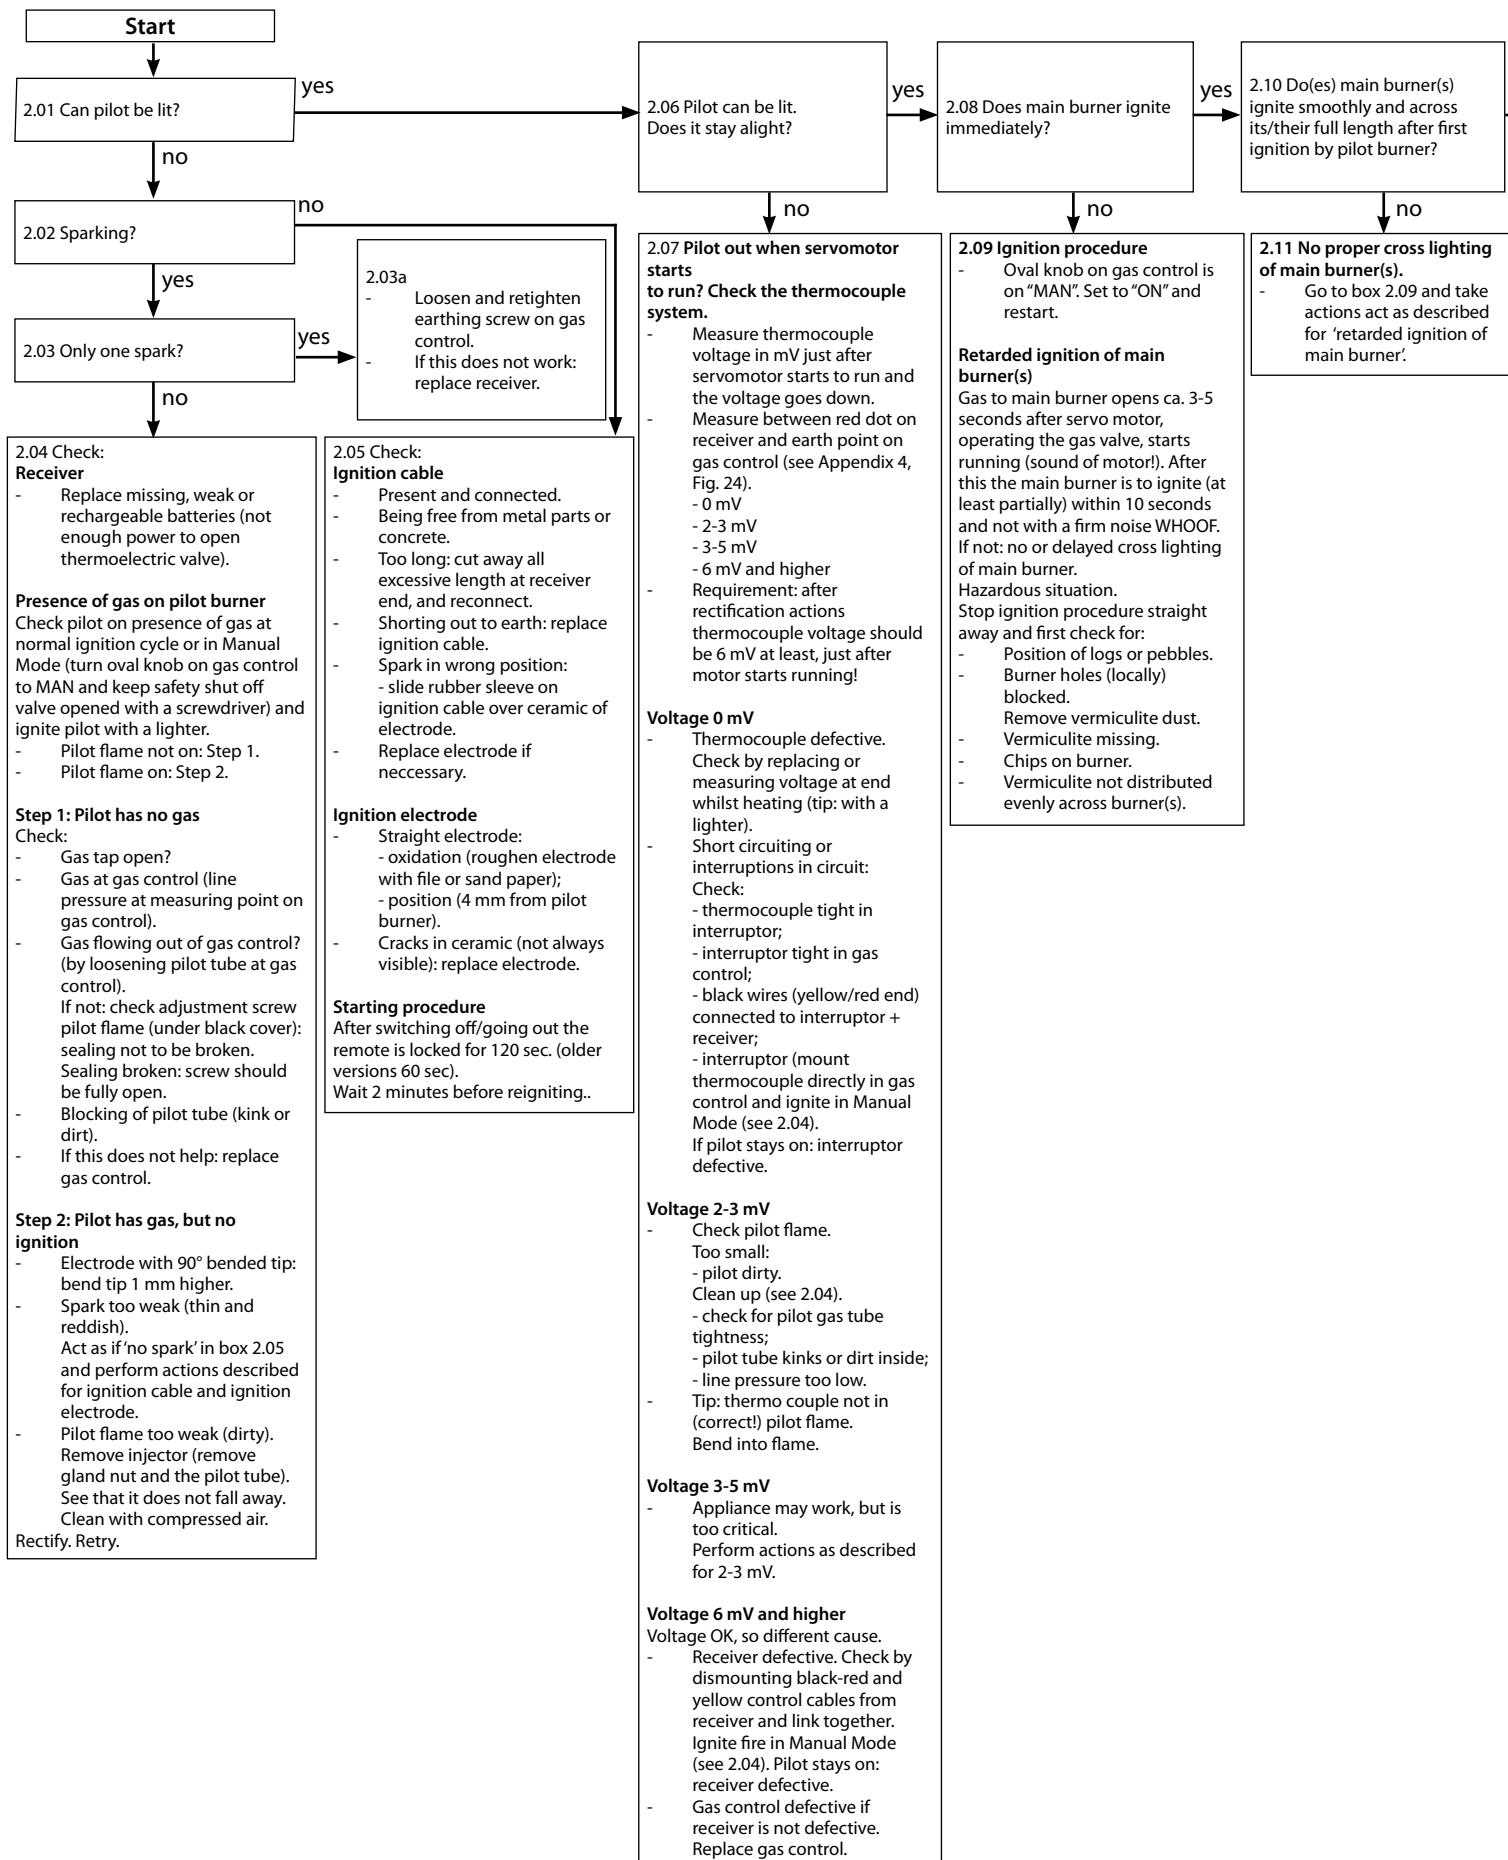 Start
2.01 Can pilot be lit?
yes
no
2.02 Sparking?
no
yes
2.03 Only one spark?
yes
no
2.03a
- Loosen and retighten
earthing screw on gas
control.
- If this does not work:
replace receiver.
2.04 Check:
Receiver
- Replace missing, weak or
rechargeable batteries (not
enough power to open
thermoelectric valve).
Presence of gas on pilot burner
Check pilot on presence of gas at
normal ignition cycle or in Manual
Mode (turn oval knob on gas control
to MAN and keep safety shut off
valve opened with a screwdriver) and
ignite pilot with a lighter.
- Pilot flame not on: Step 1.
- Pilot flame on: Step 2.
Step 1: Pilot has no gas
Check:
- Gas tap open?
- Gas at gas control (line
pressure at measuring point on
gas control).
- Gas flowing out of gas control?
(by loosening pilot tube at gas
control).
If not: check adjustment screw
pilot flame (under black cover):
sealing not to be broken.
Sealing broken: screw should
be fully open.
- Blocking of pilot tube (kink or
dirt).
- If this does not help: replace
gas control.
Step 2: Pilot has gas, but no
ignition
- Electrode with 90° bended tip:
bend tip 1 mm higher.
- Spark too weak (thin and
reddish).
Act as if ‘no spark’ in box 2.05
and perform actions described
for ignition cable and ignition
electrode.
- Pilot flame too weak (dirty).
Remove injector (remove
gland nut and the pilot tube).
See that it does not fall away.
Clean with compressed air.
Rectify. Retry.
2.05 Check:
Ignition cable
- Present and connected.
- Being free from metal parts or
concrete.
- Too long: cut away all
excessive length at receiver
end, and reconnect.
- Shorting out to earth: replace
ignition cable.
- Spark in wrong position:
- slide rubber sleeve on
ignition cable over ceramic of
electrode.
- Replace electrode if
neccessary.
Ignition electrode
- Straight electrode:
- oxidation (roughen electrode
with file or sand paper);
- position (4 mm from pilot
burner).
- Cracks in ceramic (not always
visible): replace electrode.
Starting procedure
After switching off/going out the
remote is locked for 120 sec. (older
versions 60 sec).
Wait 2 minutes before reigniting..
2.06 Pilot can be lit.
Does it stay alight?
yes
no
2.07 Pilot out when servomotor
starts
to run? Check the thermocouple
system.
- Measure thermocouple
voltage in mV just after
servomotor starts to run and
the voltage goes down.
- Measure between red dot on
receiver and earth point on
gas control (see Appendix 4,
Fig. 24).
- 0 mV
- 2-3 mV
- 3-5 mV
- 6 mV and higher
- Requirement: after
rectification actions
thermocouple voltage should
be 6 mV at least, just after
motor starts running!
Voltage 0 mV
- Thermocouple defective.
Check by replacing or
measuring voltage at end
whilst heating (tip: with a
lighter).
- Short circuiting or
interruptions in circuit:
Check:
- thermocouple tight in
interruptor;
- interruptor tight in gas
control;
- black wires (yellow/red end)
connected to interruptor +
receiver;
- interruptor (mount
thermocouple directly in gas
control and ignite in Manual
Mode (see 2.04).
If pilot stays on: interruptor
defective.
Voltage 2-3 mV
- Check pilot flame.
Too small:
- pilot dirty.
Clean up (see 2.04).
- check for pilot gas tube
tightness;
- pilot tube kinks or dirt inside;
- line pressure too low.
- Tip: thermo couple not in
(correct!) pilot flame.
Bend into flame.
Voltage 3-5 mV
- Appliance may work, but is
too critical.
Perform actions as described
for 2-3 mV.
Voltage 6 mV and higher
Voltage OK, so different cause.
- Receiver defective. Check by
dismounting black-red and
yellow control cables from
receiver and link together.
Ignite fire in Manual Mode
(see 2.04). Pilot stays on:
receiver defective.
- Gas control defective if
receiver is not defective.
Replace gas control.
2.08 Does main burner ignite
immediately?
yes
no
2.09 Ignition procedure
- Oval knob on gas control is
on “MAN”. Set to “ON” and
restart.
Retarded ignition of main
burner(s)
Gas to main burner opens ca. 3-5
seconds after servo motor,
operating the gas valve, starts
running (sound of motor!). After
this the main burner is to ignite (at
least partially) within 10 seconds
and not with a firm noise WHOOF.
If not: no or delayed cross lighting
of main burner.
Hazardous situation.
Stop ignition procedure straight
away and first check for:
- Position of logs or pebbles.
- Burner holes (locally)
blocked.
Remove vermiculite dust.
- Vermiculite missing.
- Chips on burner.
- Vermiculite not distributed
evenly across burner(s).
2.10 Do(es) main burner(s)
ignite smoothly and across
its/their full length after first
ignition by pilot burner?
no
2.11 No proper cross lighting
of main burner(s).
- Go to box 2.09 and take
actions act as described
for ‘retarded ignition of
main burner’.